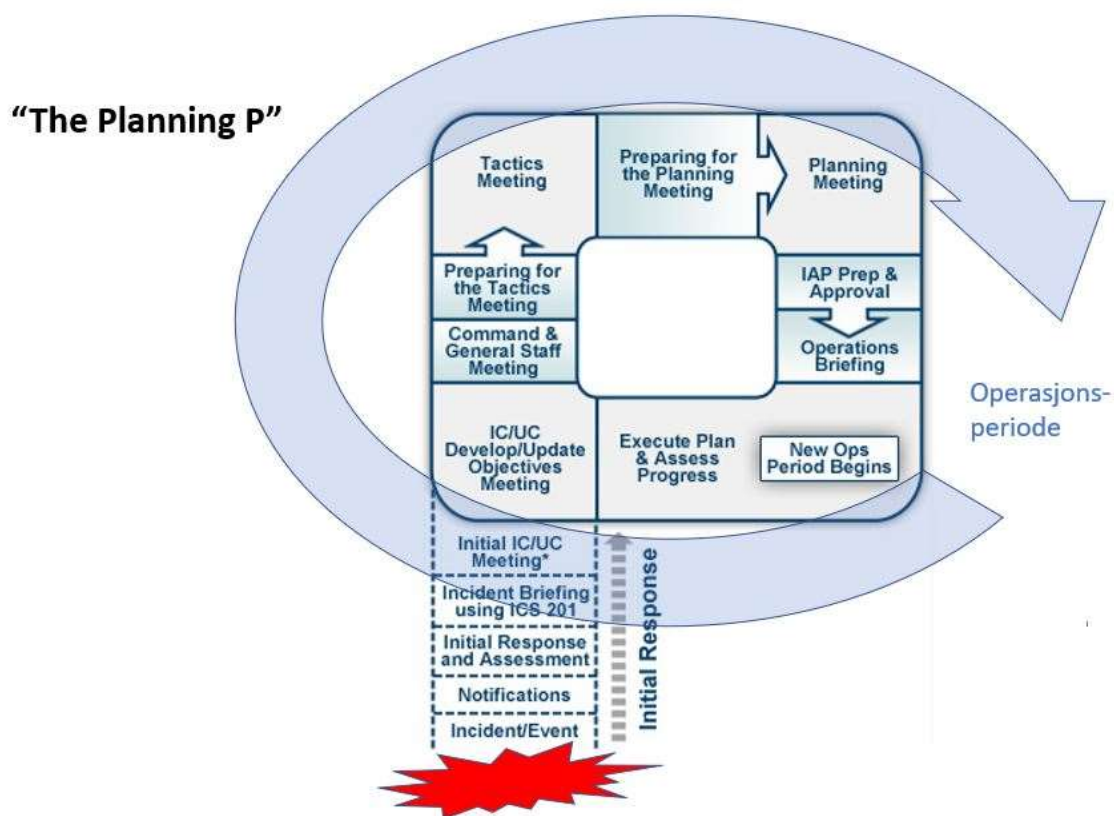 “The Planning P”
Tactics
Meeting
Preparing for
the Planning
Meeting
Planning
Meeting
Preparing for
the Tactics
Meeting
IAP Prep &
Approval
Command &
General Staff
Meeting
Operations
Briefing
Operasjons-
periode
IC/UC
Develop/Update
Objectives
Meeting
Execute Plan
& Assess
Progress
New Ops
Period Begins
Initial IC/UC
Meeting*
Incident Briefing
using ICS 201
Initial Response
and Assessment
Notifications
Incident/Event
Initial Response